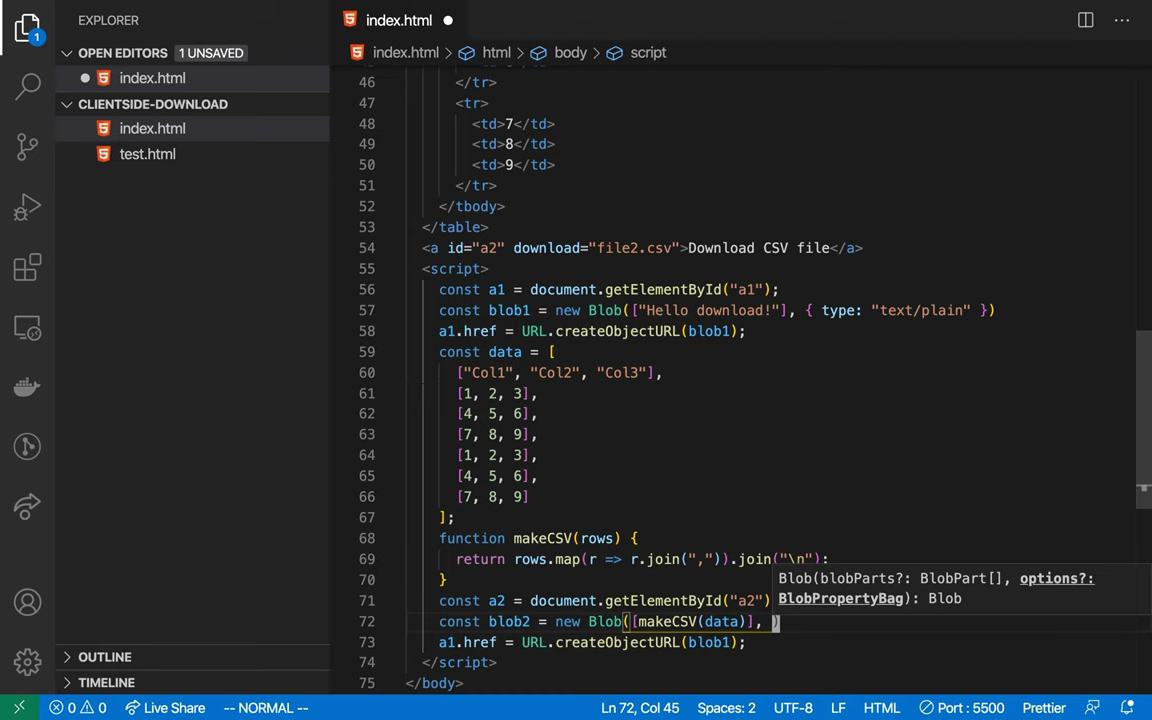 EXPLORER
index.html
1
OPEN EDITORS 1 UNSAVED
index.html > html > body > script
index.html
CLIENTSIDE-DOWNLOAD
index.html
test.html
46 </tr>
47 <tr>
48 <td>7</td>
49 <td>8</td>
50 <td>9</td>
51 </tr>
52 </tbody>
53 </table>
54 <a id="a2" download="file2.csv">Download CSV file</a>
55 <script>
56 const a1 = document.getElementById("a1");
57 const blob1 = new Blob(["Hello download!"], { type: "text/plain" })
58 a1.href = URL.createObjectURL(blob1);
59 const data = [
60 ["Col1", "Col2", "Col3"],
61 [1, 2, 3],
62 [4, 5, 6],
63 [7, 8, 9],
64 [1, 2, 3],
65 [4, 5, 6],
66 [7, 8, 9]
67 ];
68 function makeCSV(rows) {
69 return rows.map(r => r.join(",")).join("\n");
70 }
Blob(blobParts?: BlobPart[], options?:
BlobPropertyBag): Blob
71 const a2 = document.getElementById("a2")
72 const blob2 = new Blob([makeCSV(data)], )
73 a1.href = URL.createObjectURL(blob1);
74 </script>
75 </body>
OUTLINE
TIMELINE
0 0 Live Share -- NORMAL -- Ln 72, Col 45 Spaces: 2 UTF-8 LF HTML Port : 5500 Prettier